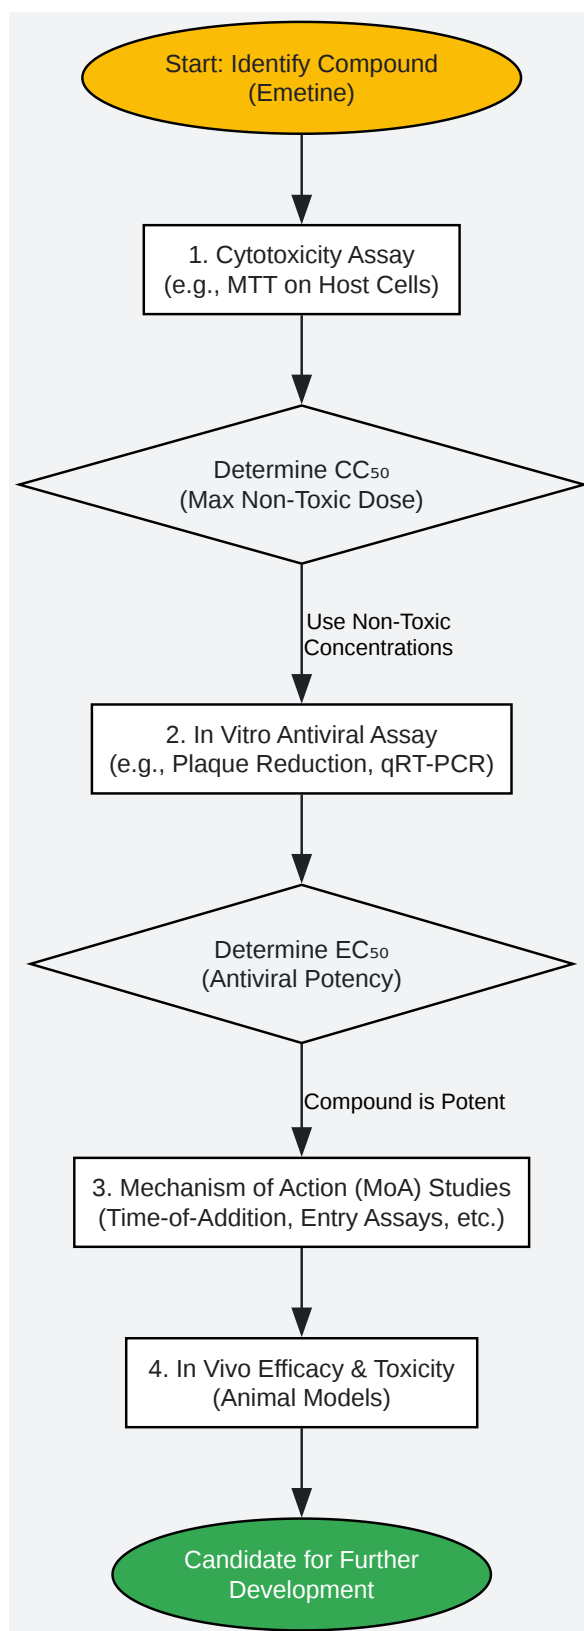 Start: Identify Compound
(Emetine)
1. Cytotoxicity Assay
(e.g., MTT on Host Cells)
Determine CC₅₀
(Max Non-Toxic Dose)
Use Non-Toxic
Concentrations
2. In Vitro Antiviral Assay
(e.g., Plaque Reduction, qRT-PCR)
Determine EC₅₀
(Antiviral Potency)
Compound is Potent
3. Mechanism of Action (MoA) Studies
(Time-of-Addition, Entry Assays, etc.)
4. In Vivo Efficacy & Toxicity
(Animal Models)
Candidate for Further
Development